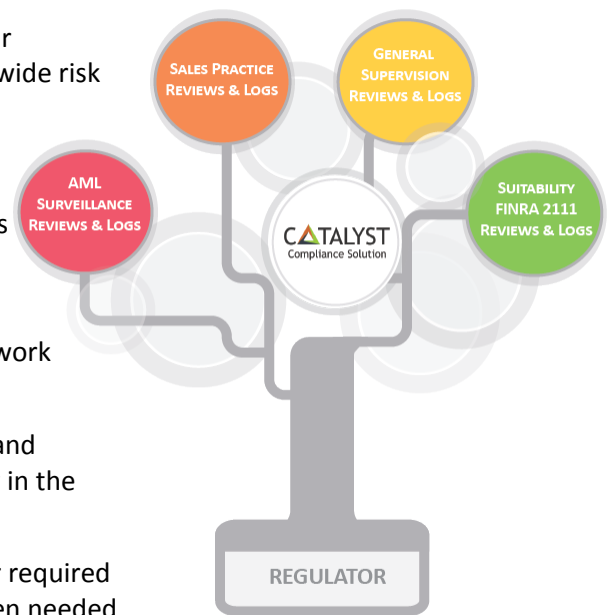 r
wide risk
s
work
and
in the
r required
en needed
SALES PRACTICE
REVIEWS & LOGS
GENERAL
SUPERVISION
REVIEWS & LOGS
AML
SURVEILLANCE
REVIEWS & LOGS
SUITABILITY
FINRA 2111
REVIEWS & LOGS
CATALYST
Compliance Solution
REGULATOR